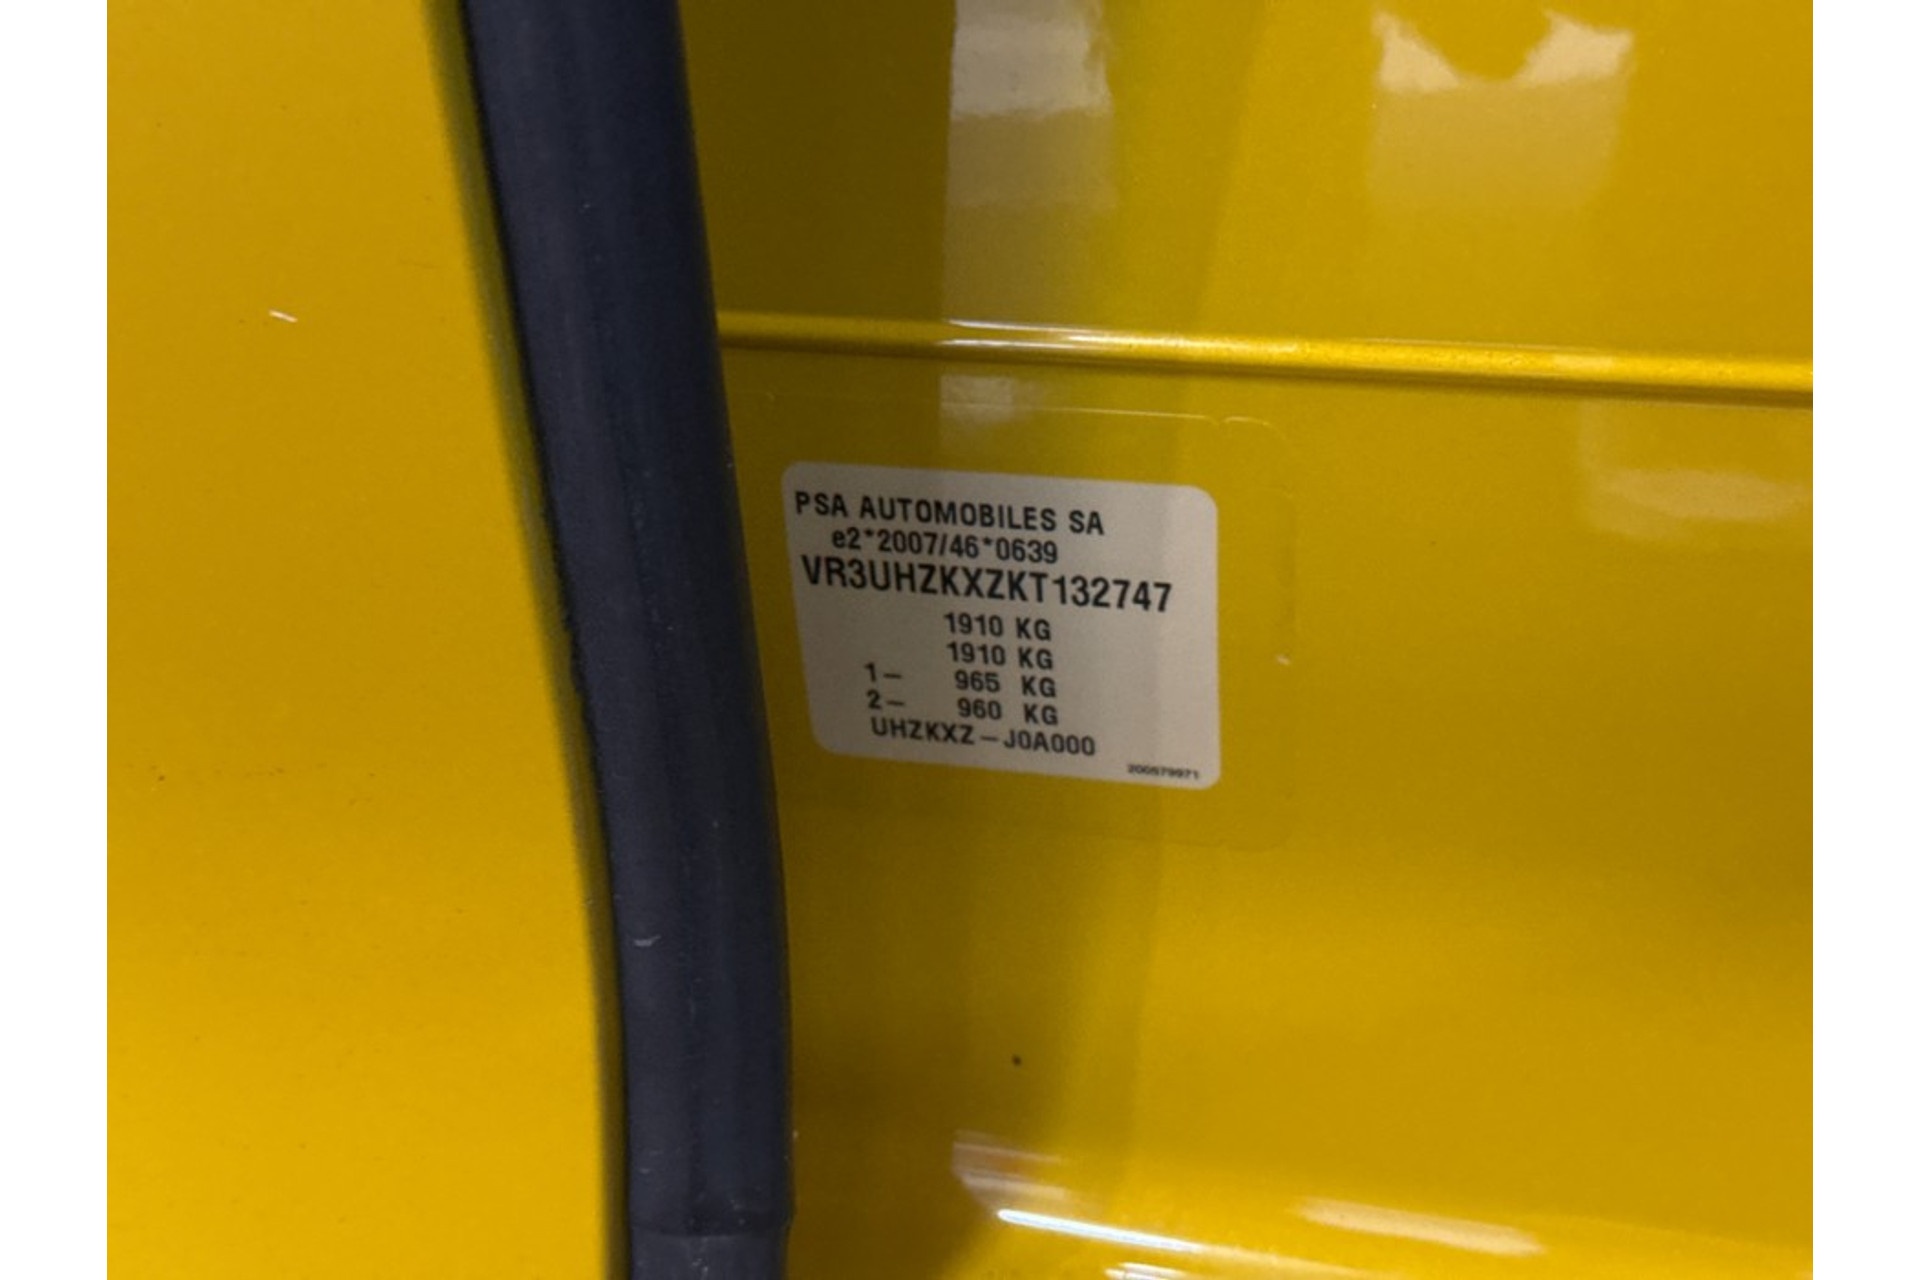 PSA AUTOMOBILES SA
e2*2007/46*0639
VR3UHZKXZKT132747
1910 KG
1910 KG
1- 965 KG
2- 960 KG
UHZKXZ-J0A000
200579971